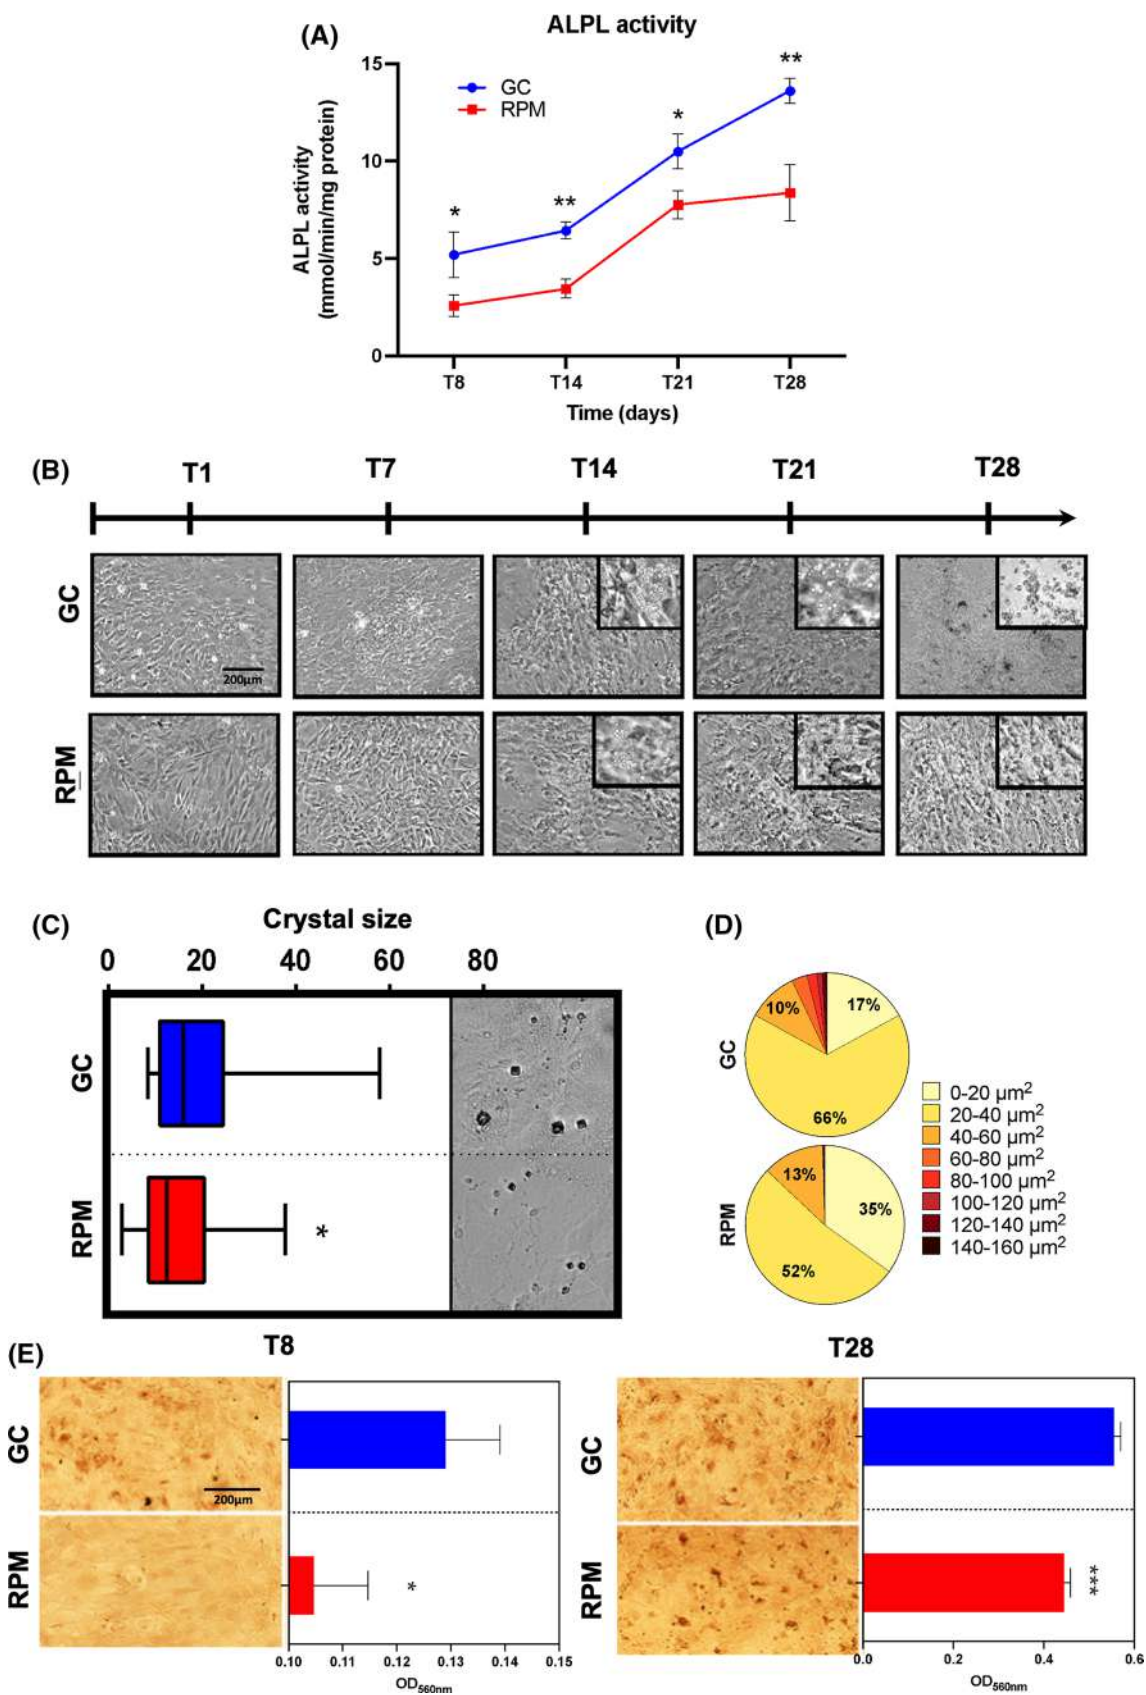 (A) ALPL activity
ALPL activity
(mmol/min/mg protein)
15
10
5
0
GC
RPM
*
**
*
**
T8 T14 T21 T28
Time (days)
(B) T1 T7 T14 T21 T28
GC
200µm
RPM
(C) Crystal size
0 20 40 60 80
GC
RPM
*
(D)
GC
17%
10%
66%
RPM
35%
13%
52%
0-20 µm²
20-40 µm²
40-60 µm²
60-80 µm²
80-100 µm²
100-120 µm²
120-140 µm²
140-160 µm²
(E) T8
GC
200µm
RPM
*
0.10 0.11 0.12 0.13 0.14 0.15
OD560nm
T28
GC
RPM
***
0.0 0.2 0.4 0.6
OD560nm